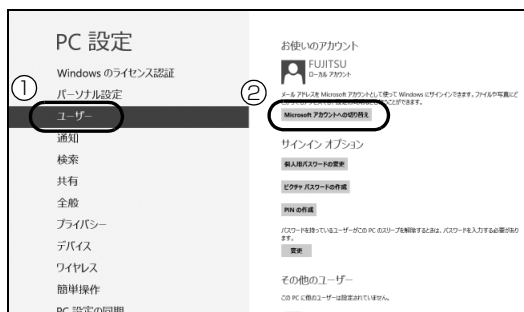 PC 設定
Windows のライセンス認証
①
パーソナル設定
ユーザー
通知
検索
共有
全般
プライバシー
デバイス
ワイヤレス
簡単操作
PC 設定の同期
お使いのアカウント
FUJITSU
ローカル アカウント
②
メール アドレスを Microsoft アカウントとして使って Windows にサインインできます。ファイルや写真にど
Microsoft アカウントへの切り替え
サインイン オプション
個人用パスワードの変更
ピクチャ パスワードの作成
PIN の作成
パスワードを持っているユーザーがこの PC のスリープを解除するときは、パスワードを入力する必要があり
ます。
変更
その他のユーザー
この PC に他のユーザーは設定されていません。